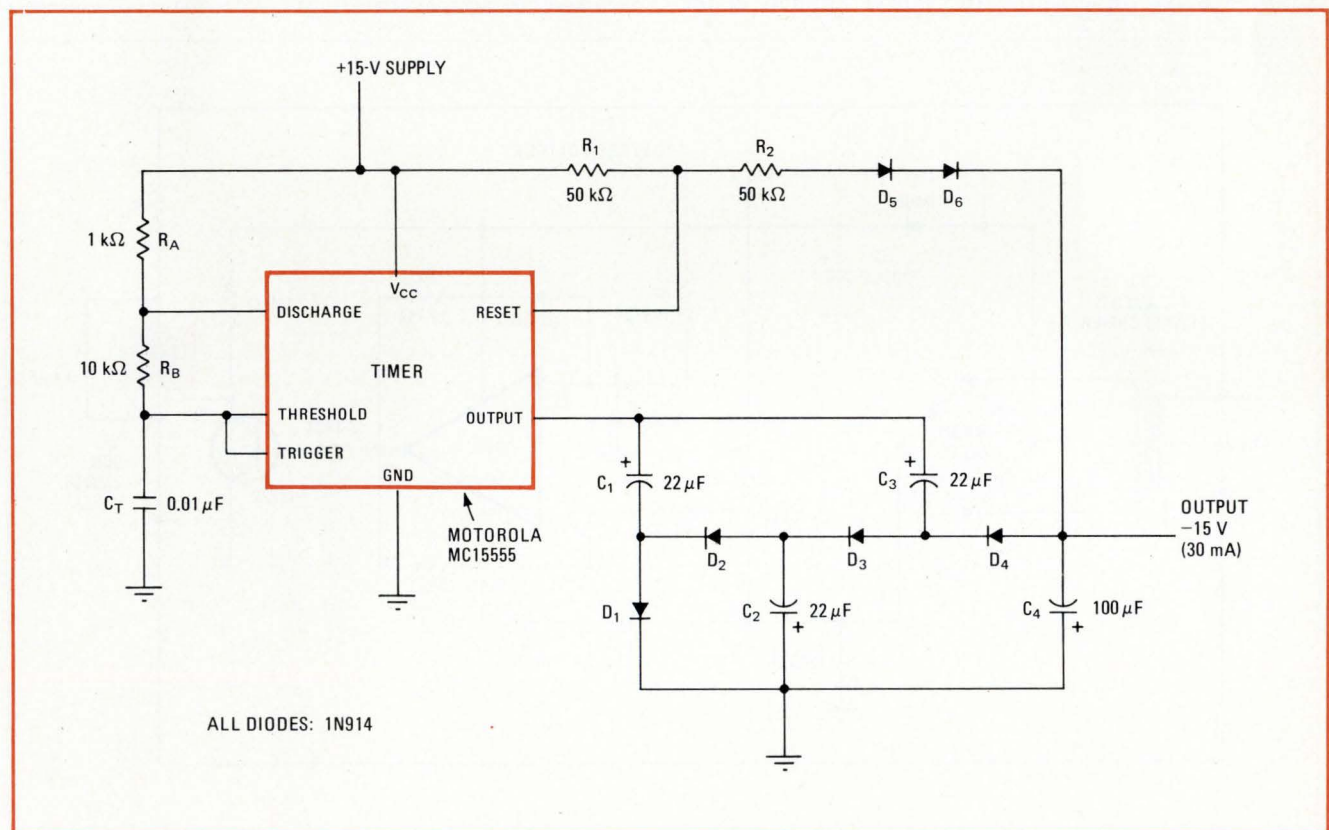 +15-V SUPPLY
R1
50 kΩ
R2
50 kΩ
D5
D6
1 kΩ
RA
VCC
DISCHARGE
RESET
10 kΩ
RB
TIMER
THRESHOLD
OUTPUT
TRIGGER
GND
CT
0.01 μF
MOTOROLA
MC15555
+
C1
22 μF
+
C3
22 μF
OUTPUT
–15 V
(30 mA)
D2
D3
D4
D1
C2
22 μF
+
C4
100 μF
+
ALL DIODES: 1N914